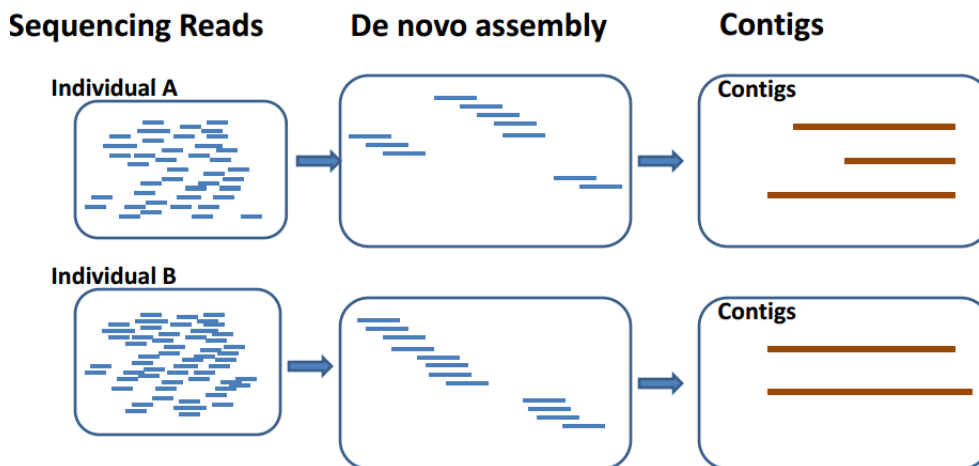 Sequencing Reads De novo assembly Contigs
Individual A
Contigs
Individual B
Contigs